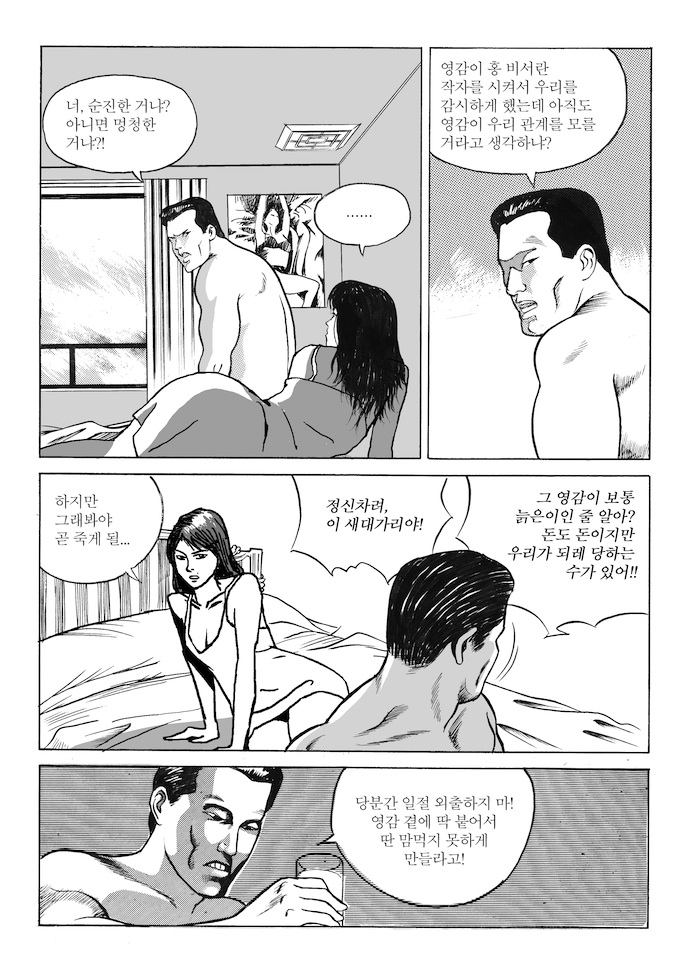 너, 순진한 거냐?
아니면 멍청한
거냐?!
......
영감이 홍 비서란
작자를 시켜서 우리를
감시하게 했는데 아직도
영감이 우리 관계를 모를
거라고 생각하냐?
하지만
그래봐야
곧 죽게 될...
정신차려,
이 새대가리야!
그 영감이 보통
늙은이인 줄 알아?
돈도 돈이지만
우리가 되레 당하는
수가 있어!!
당분간 일절 외출하지 마!
영감 곁에 딱 붙어서
딴 맘먹지 못하게
만들라고!